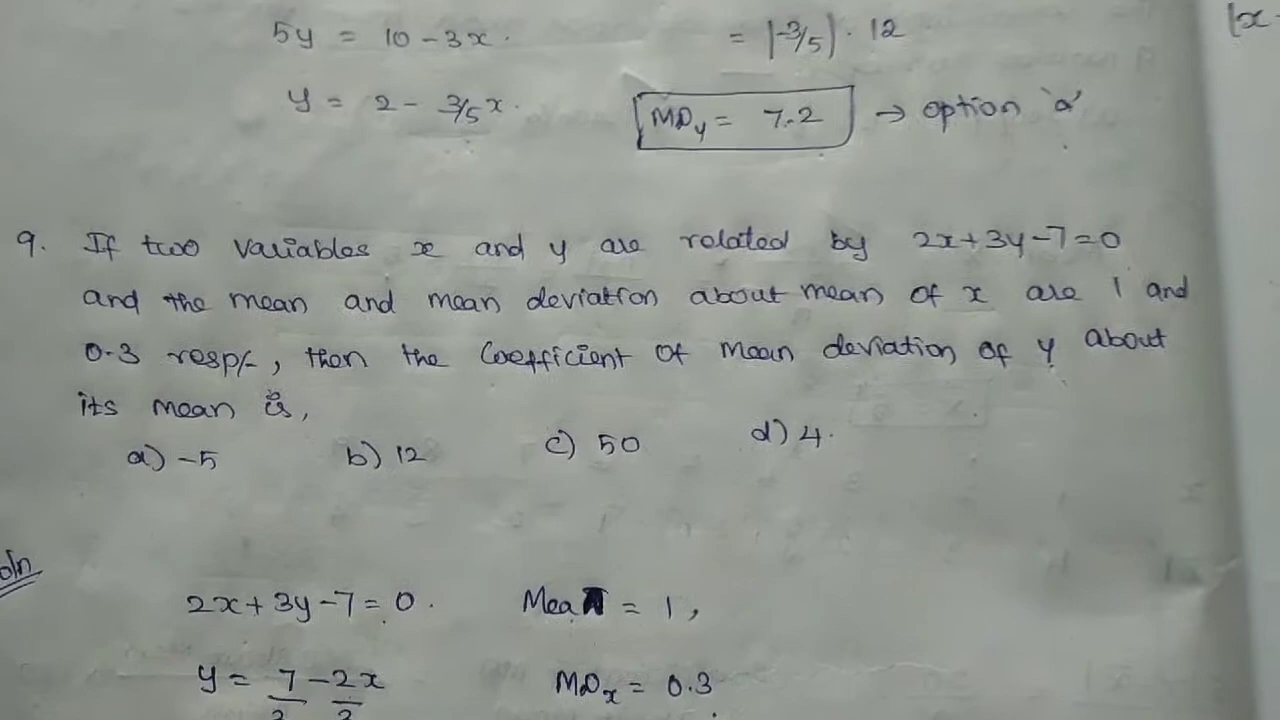 5y = 10 - 3x.
= |-3/5| . 12
|x -
y = 2 - 3/5 x.
MDy = 7.2 → option 'a'
9. If two variables x and y are related by 2x+3y-7=0
and the mean and mean deviation about mean of x are 1 and
0.3 resp/-, then the Coefficient of mean deviation of y about
its mean is,
a) -5 b) 12 c) 50 d) 4.
Soln
2x+3y-7=0. Mean = 1,
y = 7/3 - 2x/3 MDx = 0.3